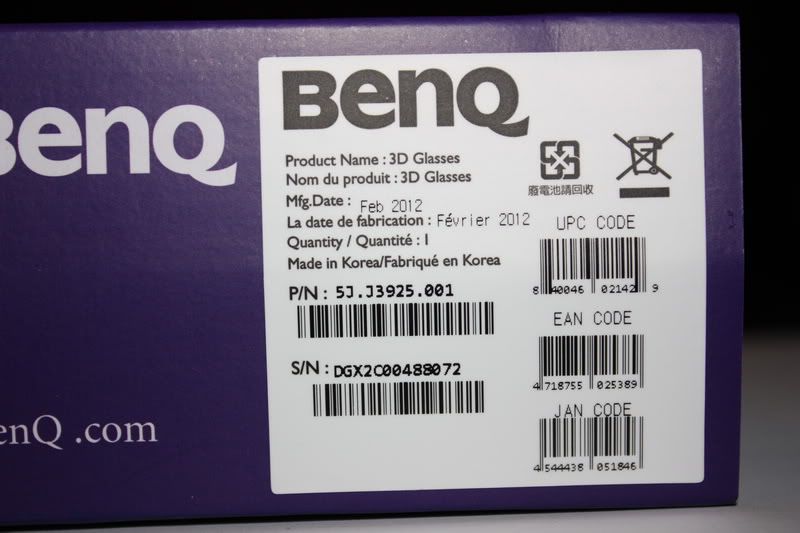 BenQ
BenQ .com
BenQ
Product Name : 3D Glasses
Nom du produit : 3D Glasses
Mfg.Date : Feb 2012
La date de fabrication : Février 2012
Quantity / Quantité : 1
Made in Korea/Fabriqué en Korea
P/N : 5J.J3925.001
S/N : DGX2C00488072
廢電池請回收
UPC CODE
8 40046 02142 9
EAN CODE
4 718755 025389
JAN CODE
4 544438 051846